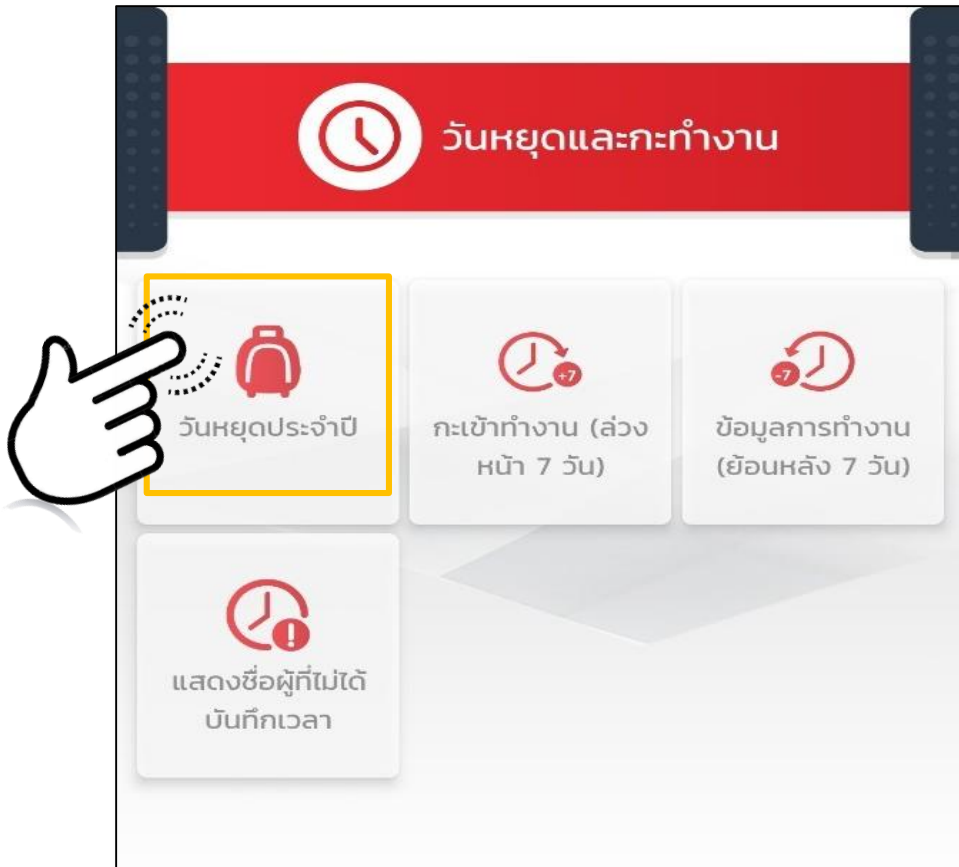 วันหยุดและกะทำงาน
วันหยุดประจำปี
กะเข้าทำงาน (ล่วง
หน้า 7 วัน)
+7
ข้อมูลการทำงาน
(ย้อนหลัง 7 วัน)
-7
แสดงชื่อผู้ที่ไม่ได้
บันทึกเวลา
!